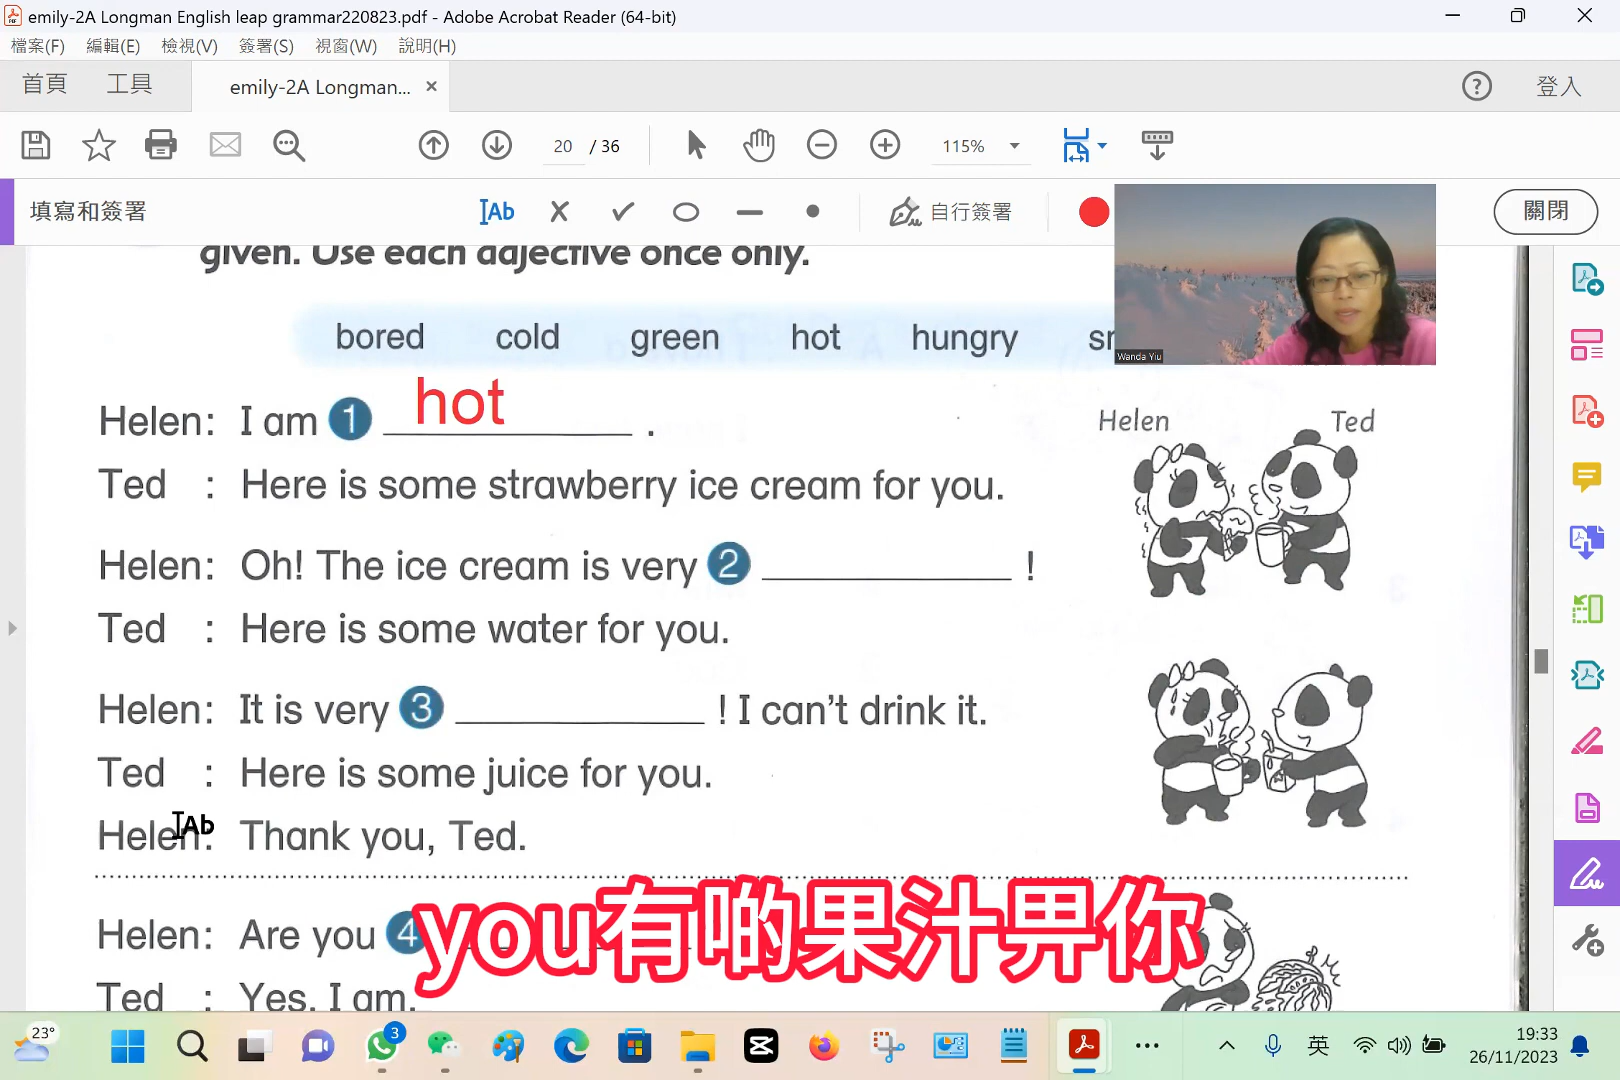 emily-2A Longman English leap grammar220823.pdf - Adobe Acrobat Reader (64-bit)
檔案(F) 編輯(E) 檢視(V) 簽署(S) 視窗(W) 說明(H)
首頁 工具 emily-2A Longman... × 登入
20 / 36 115%
填寫和簽署 Ab 自行簽署 關閉
given. Use each adjective once only.
bored cold green hot hungry
Wanda Yiu
hot
Helen: I am 1 ____ .
Helen Ted
Ted : Here is some strawberry ice cream for you.
Helen: Oh! The ice cream is very 2 ____ !
Ted : Here is some water for you.
Helen: It is very 3 ____ ! I can't drink it.
Ted : Here is some juice for you.
Ab
Helen: Thank you, Ted.
you有啲果汁畀你
Helen: Are you 4
Ted : Yes, I am.
23° 3 英 19:33
26/11/2023